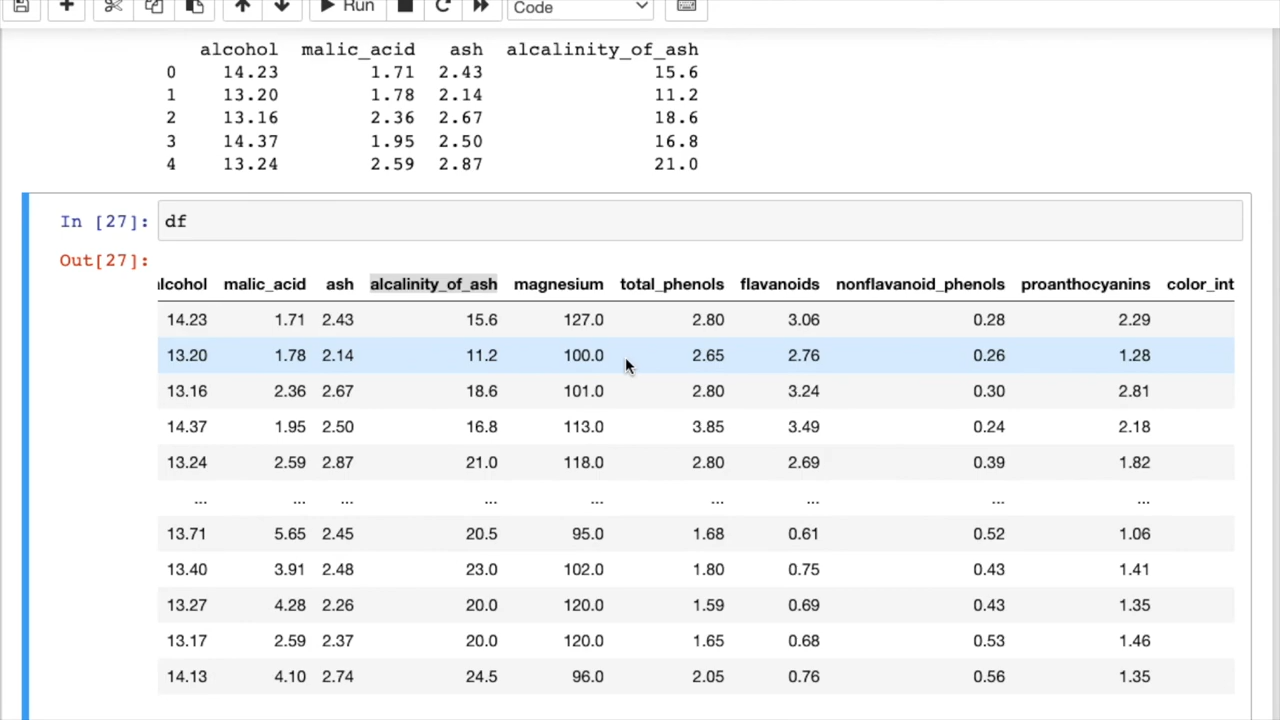 Run Code
alcohol malic_acid ash alcalinity_of_ash
0 14.23 1.71 2.43 15.6
1 13.20 1.78 2.14 11.2
2 13.16 2.36 2.67 18.6
3 14.37 1.95 2.50 16.8
4 13.24 2.59 2.87 21.0
In [27]: df
Out[27]:
lcohol malic_acid ash alcalinity_of_ash magnesium total_phenols flavanoids nonflavanoid_phenols proanthocyanins color_int
14.23 1.71 2.43 15.6 127.0 2.80 3.06 0.28 2.29
13.20 1.78 2.14 11.2 100.0 2.65 2.76 0.26 1.28
13.16 2.36 2.67 18.6 101.0 2.80 3.24 0.30 2.81
14.37 1.95 2.50 16.8 113.0 3.85 3.49 0.24 2.18
13.24 2.59 2.87 21.0 118.0 2.80 2.69 0.39 1.82
... ... ... ... ... ... ... ... ...
13.71 5.65 2.45 20.5 95.0 1.68 0.61 0.52 1.06
13.40 3.91 2.48 23.0 102.0 1.80 0.75 0.43 1.41
13.27 4.28 2.26 20.0 120.0 1.59 0.69 0.43 1.35
13.17 2.59 2.37 20.0 120.0 1.65 0.68 0.53 1.46
14.13 4.10 2.74 24.5 96.0 2.05 0.76 0.56 1.35